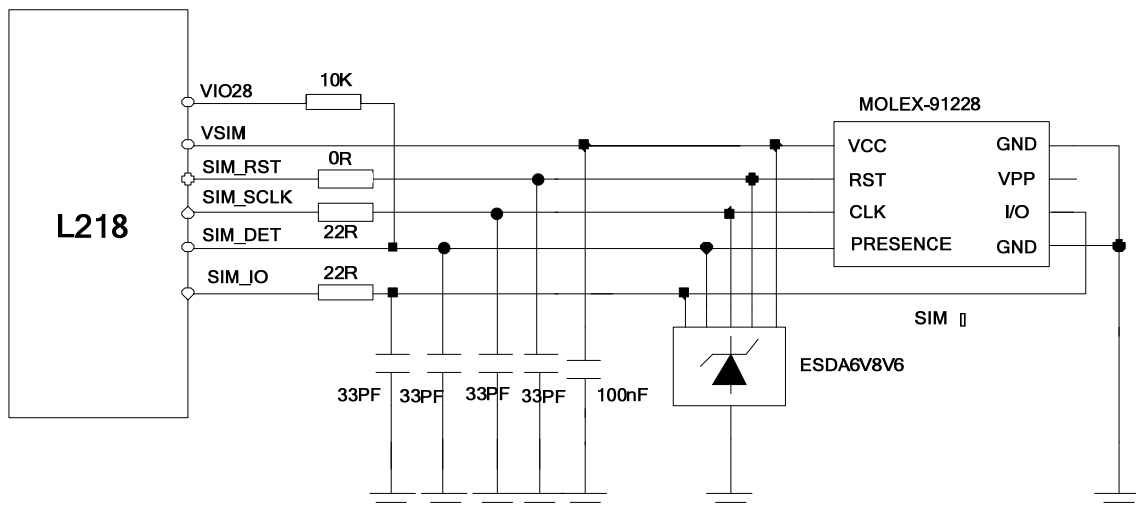 10K
VIO28
MOLEX-91228
VSIM
VCC
GND
SIM_RST
0R
RST
VPP
SIM_SCLK
CLK
I/O
L218
SIM_DET
22R
PRESENCE
GND
SIM_IO
22R
SIM
ESDA6V8V6
33PF
33PF
33PF
33PF
100nF